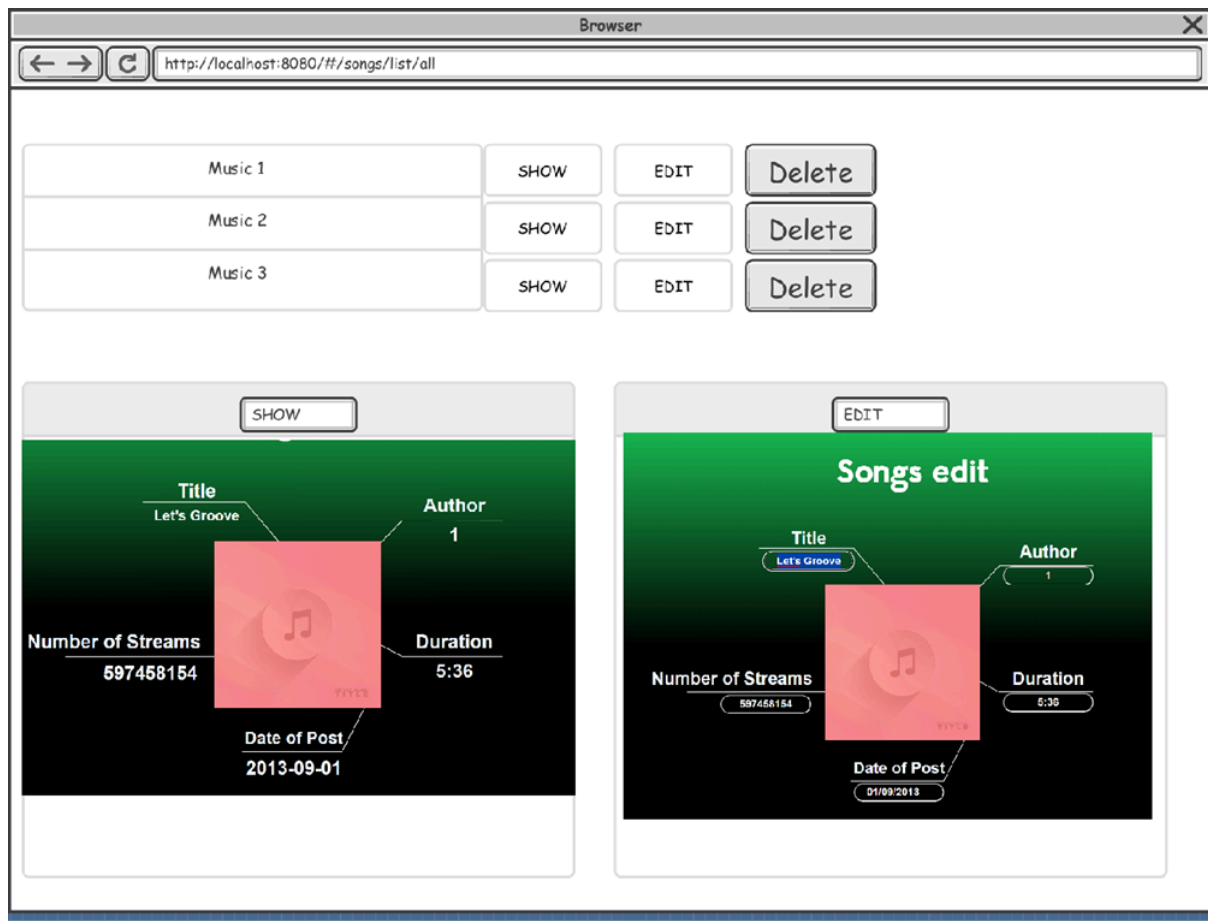 Browser
http://localhost:8080/#/songs/list/all
Music 1 SHOW EDIT Delete
Music 2 SHOW EDIT Delete
Music 3 SHOW EDIT Delete
SHOW
Title
Let's Groove
Author
1
Number of Streams
597458154
Duration
5:36
TITLE
Date of Post
2013-09-01
EDIT
Songs edit
Title
Let's Groove
Author
1
Number of Streams
597458154
Duration
5:36
TITLE
Date of Post
01/09/2013